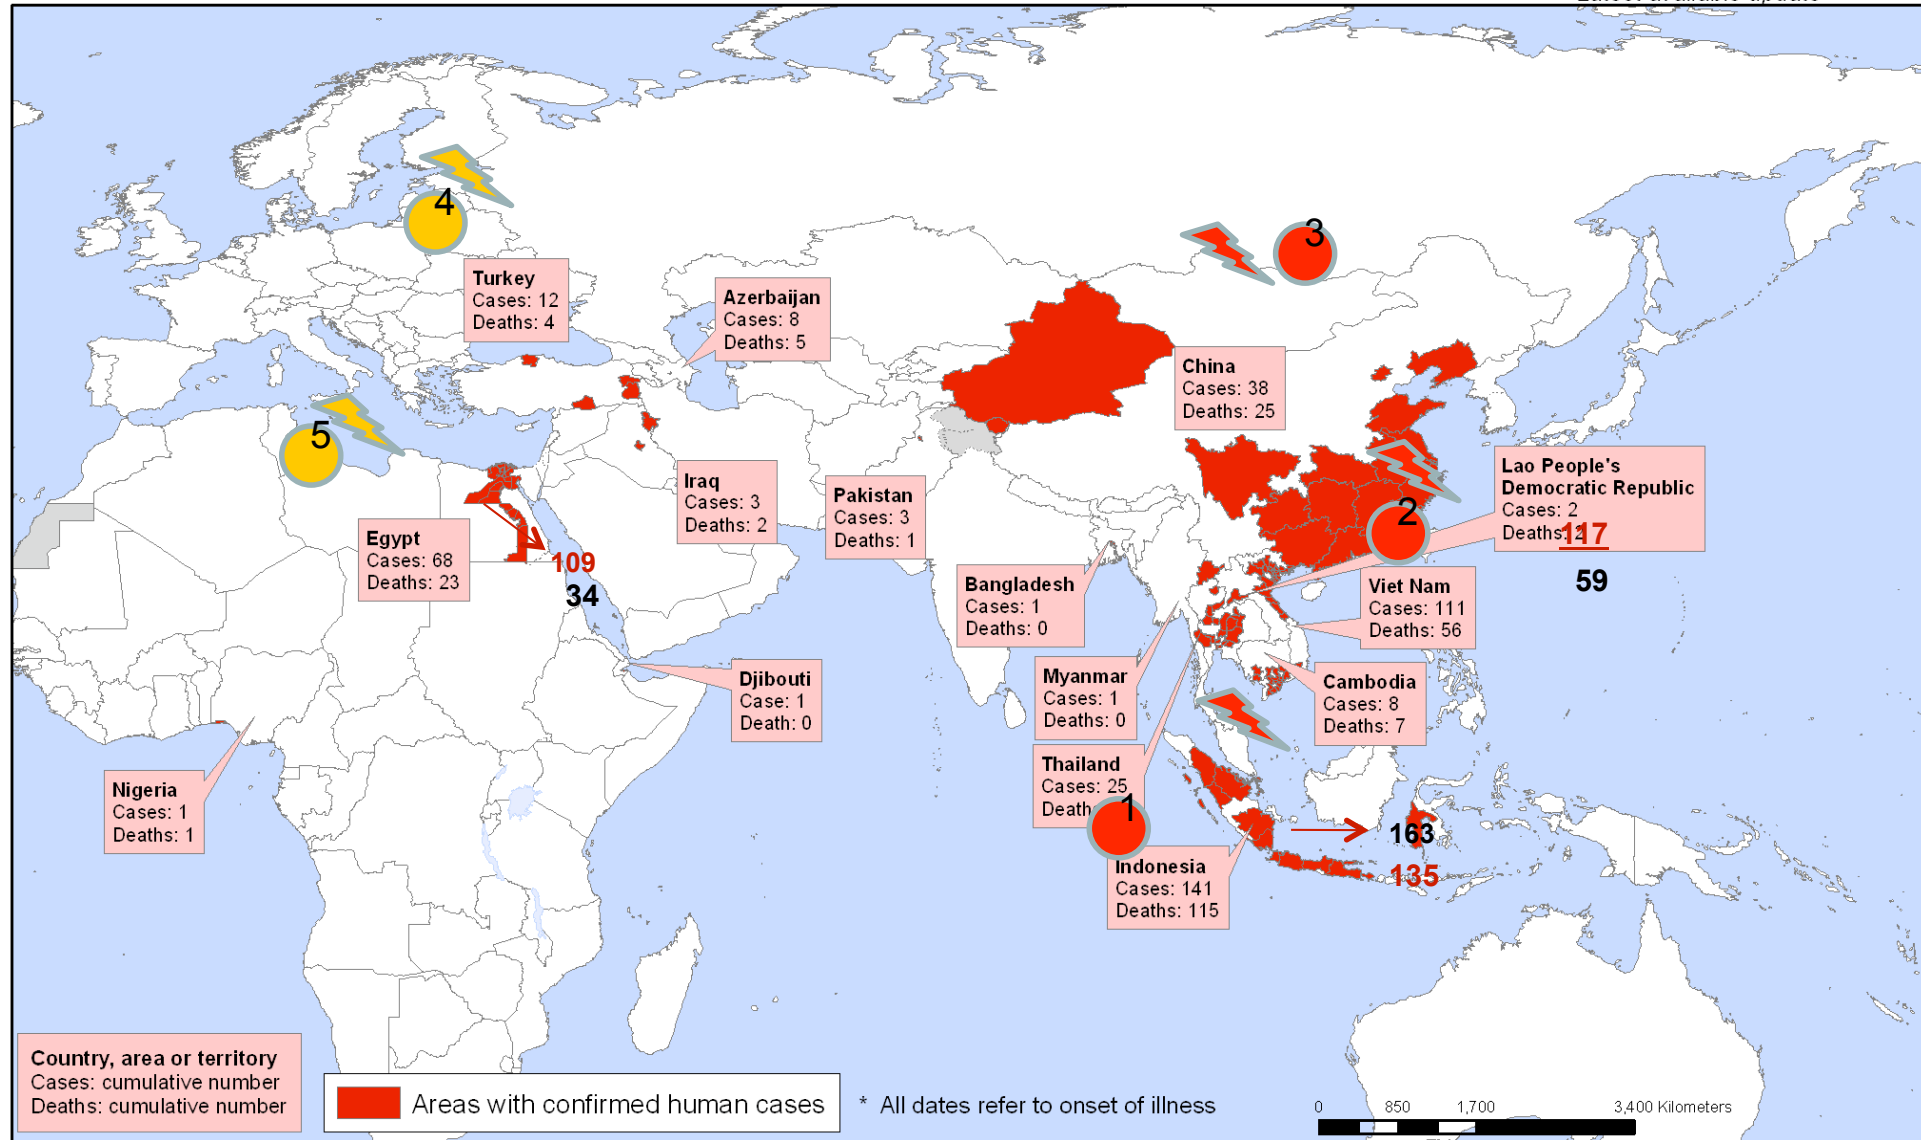 4
3
Turkey
Cases: 12
Deaths: 4
Azerbaijan
Cases: 8
Deaths: 5
China
Cases: 38
Deaths: 25
5
Iraq
Cases: 3
Deaths: 2
Pakistan
Cases: 3
Deaths: 1
Lao People's
Democratic Republic
Cases: 2
Deaths: 2
117
59
2
Egypt
Cases: 68
Deaths: 23
109
34
Bangladesh
Cases: 1
Deaths: 0
Viet Nam
Cases: 111
Deaths: 56
Djibouti
Case: 1
Death: 0
Myanmar
Cases: 1
Deaths: 0
Cambodia
Cases: 8
Deaths: 7
Nigeria
Cases: 1
Deaths: 1
Thailand
Cases: 25
Death
1
163
135
Indonesia
Cases: 141
Deaths: 115
Country, area or territory
Cases: cumulative number
Deaths: cumulative number
Areas with confirmed human cases
* All dates refer to onset of illness
0 850 1,700 3,400 Kilometers